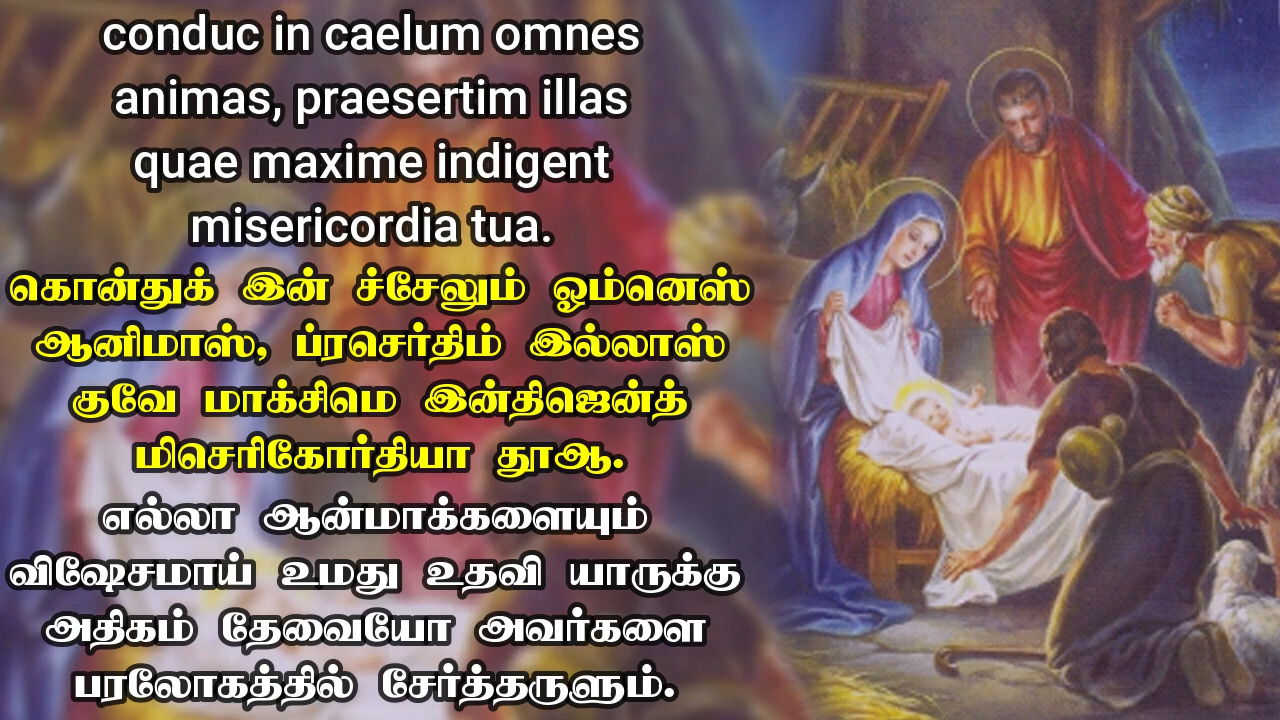 conduc in caelum omnes
animas, praesertim illas
quae maxime indigent
misericordia tua.
கொன்துக் இன் ச்சேலும் ஓம்னெஸ்
ஆனிமாஸ், ப்ரசெர்திம் இல்லாஸ்
குவே மாக்சிமெ இன்திஜென்த்
மிசெரிகோர்தியா தூஆ.
எல்லா ஆன்மாக்களையும்
விஷேசமாய் உமது உதவி யாருக்கு
அதிகம் தேவையோ அவர்களை
பரலோகத்தில் சேர்த்தருளும்.